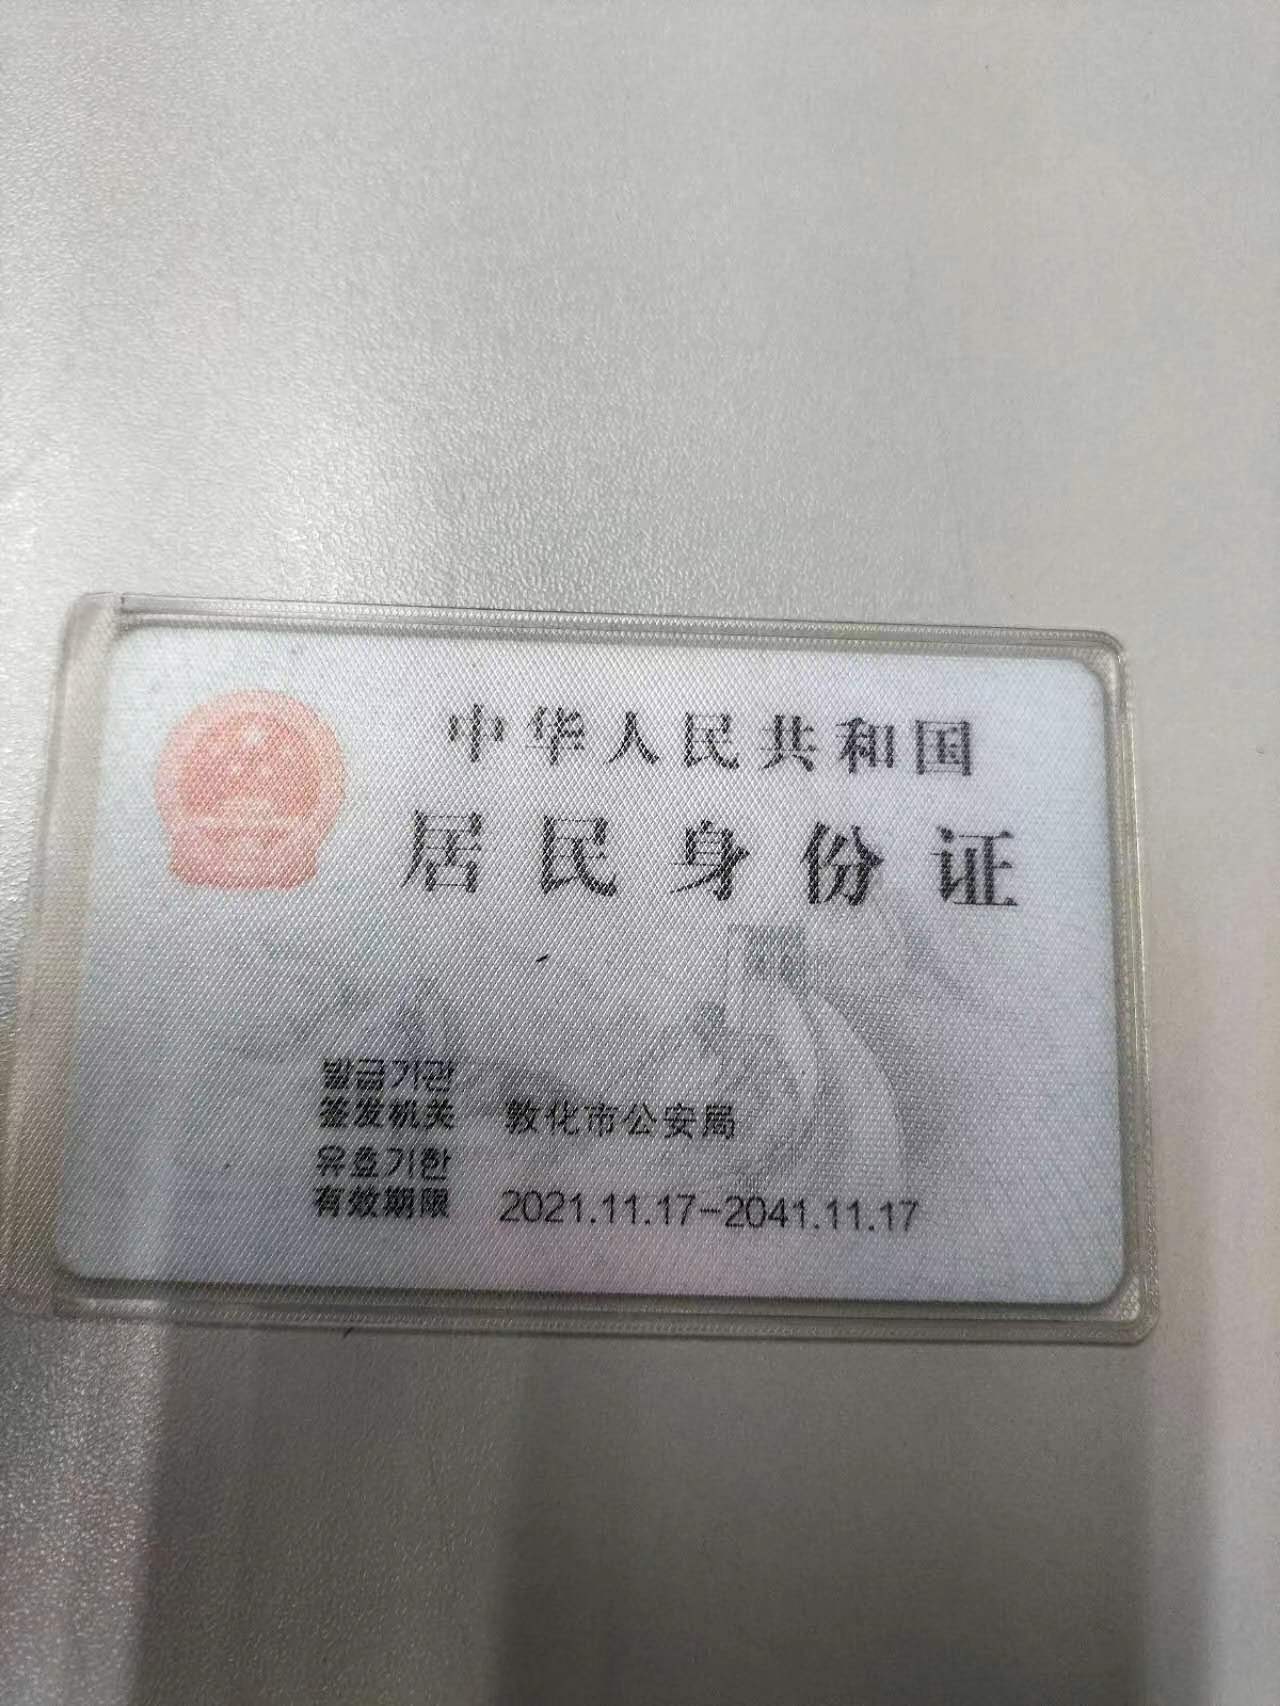 中华人民共和国
居民身份证
발급기관
签发机关 敦化市公安局
유효기한
有效期限 2021.11.17-2041.11.17